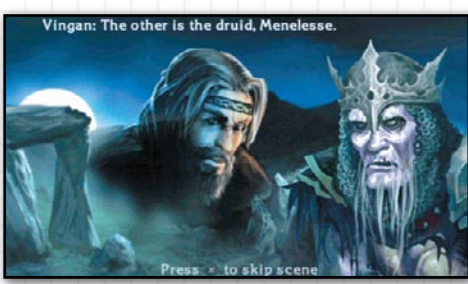 Vingan: The other is the druid, Menelesse.
Press × to skip scene